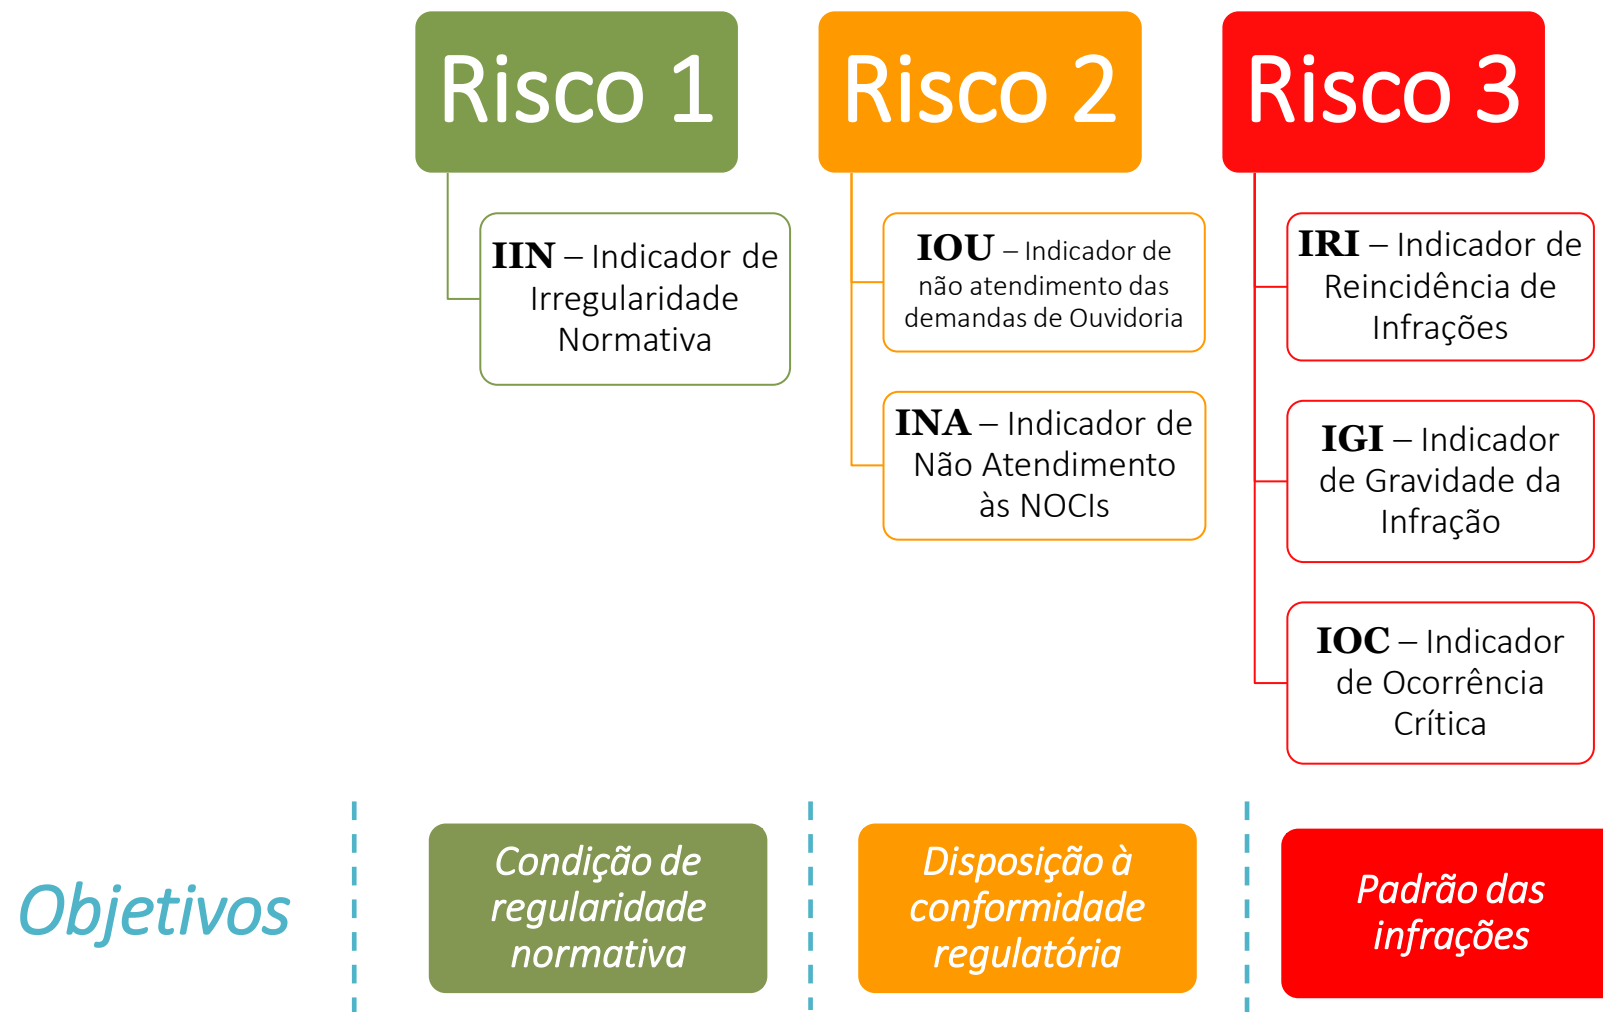 Risco 1
IIN – Indicador de
Irregularidade
Normativa
Risco 2
IOU – Indicador de
não atendimento das
demandas de Ouvidoria
INA – Indicador de
Não Atendimento
às NOCIs
Risco 3
IRI – Indicador de
Reincidência de
Infrações
IGI – Indicador
de Gravidade da
Infração
IOC – Indicador
de Ocorrência
Crítica
Objetivos
Condição de
regularidade
normativa
Disposição à
conformidade
regulatória
Padrão das
infrações